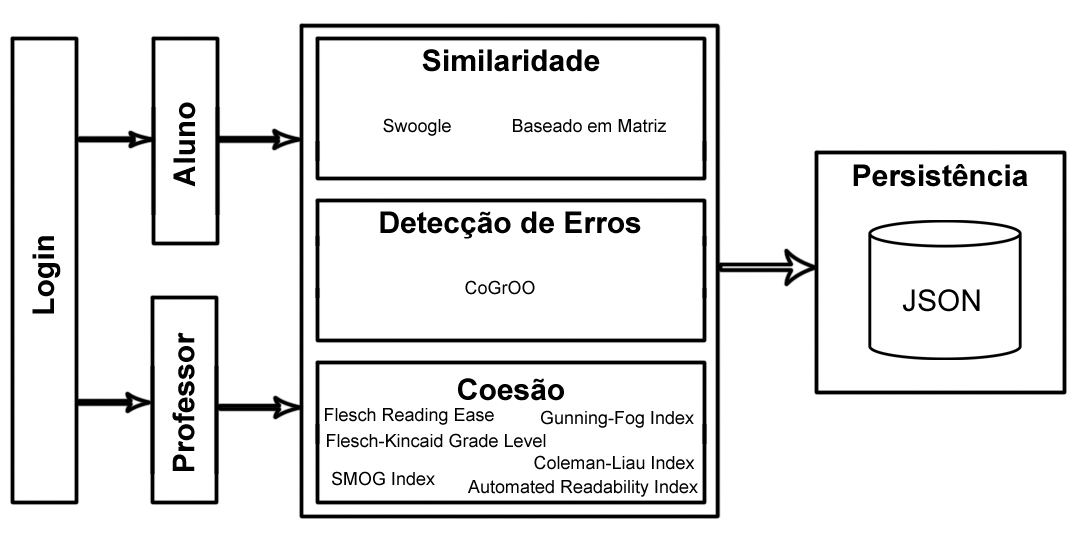 Login
Aluno
Professor
Similaridade
Swoogle
Baseado em Matriz
Detecção de Erros
CoGrOO
Coesão
Flesch Reading Ease
Gunning-Fog Index
Flesch-Kincaid Grade Level
Coleman-Liau Index
SMOG Index
Automated Readability Index
Persistência
JSON